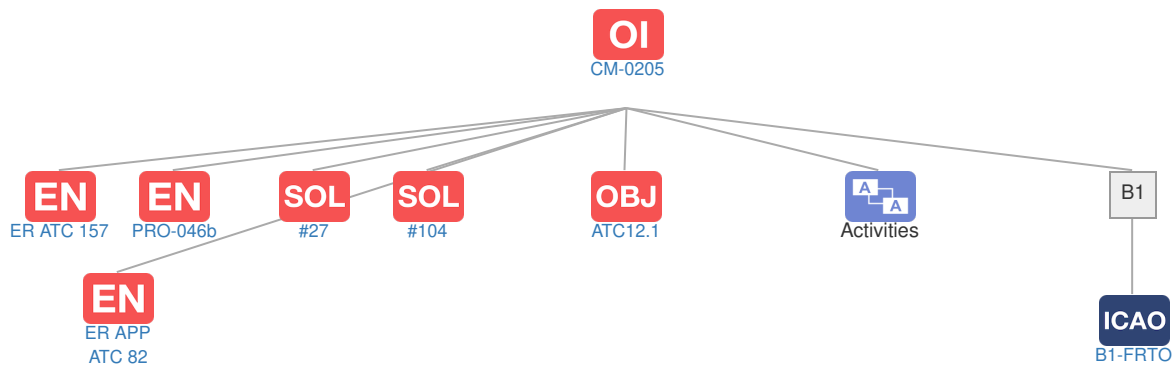 OI
CM-0205
EN
ER ATC 157
EN
PRO-046b
SOL
#27
SOL
#104
OBJ
ATC12.1
A
A
Activities
B1
EN
ER APP
ATC 82
ICAO
B1-FRTO